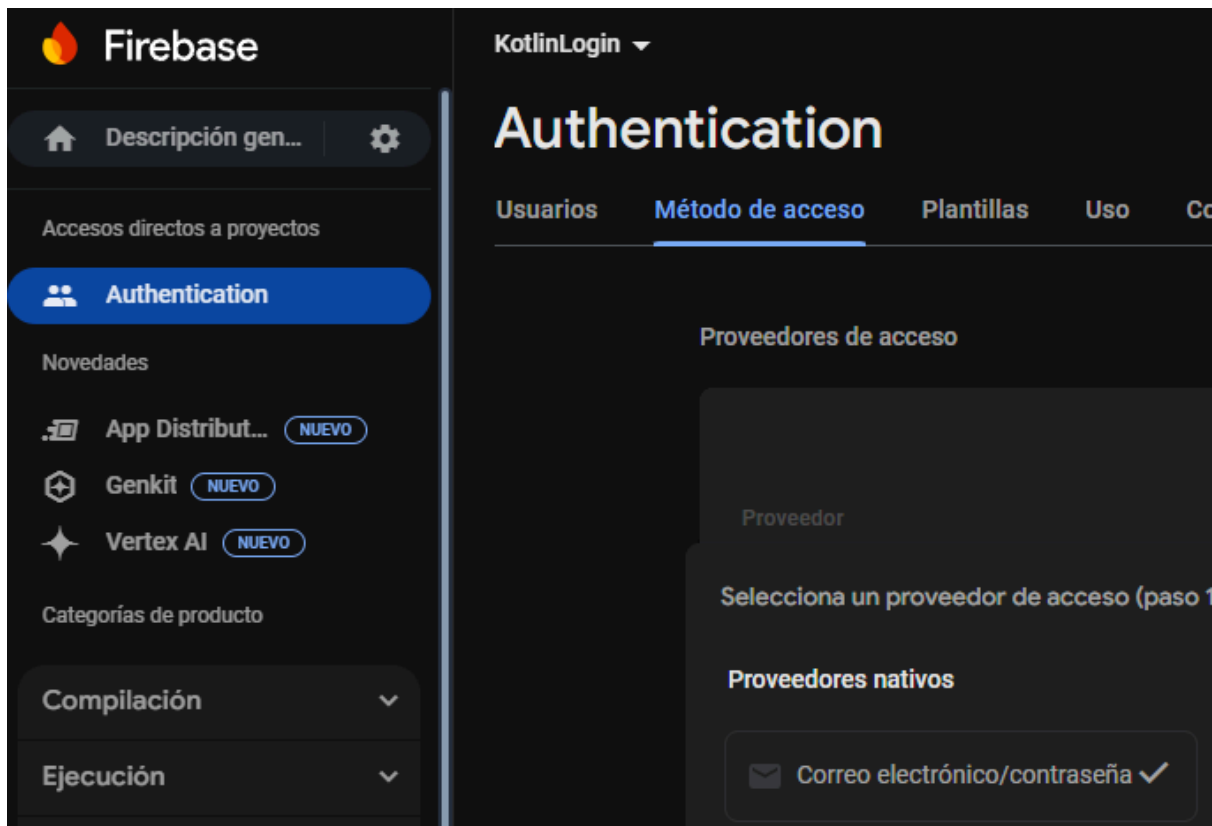 Firebase
Descripción gen...
Accesos directos a proyectos
Authentication
Novedades
App Distribut... NUEVO
Genkit NUEVO
Vertex AI NUEVO
Categorías de producto
Compilación
Ejecución
KotlinLogin
Authentication
Usuarios Método de acceso Plantillas Uso Co
Proveedores de acceso
Proveedor
Selecciona un proveedor de acceso (paso 1
Proveedores nativos
Correo electrónico/contraseña